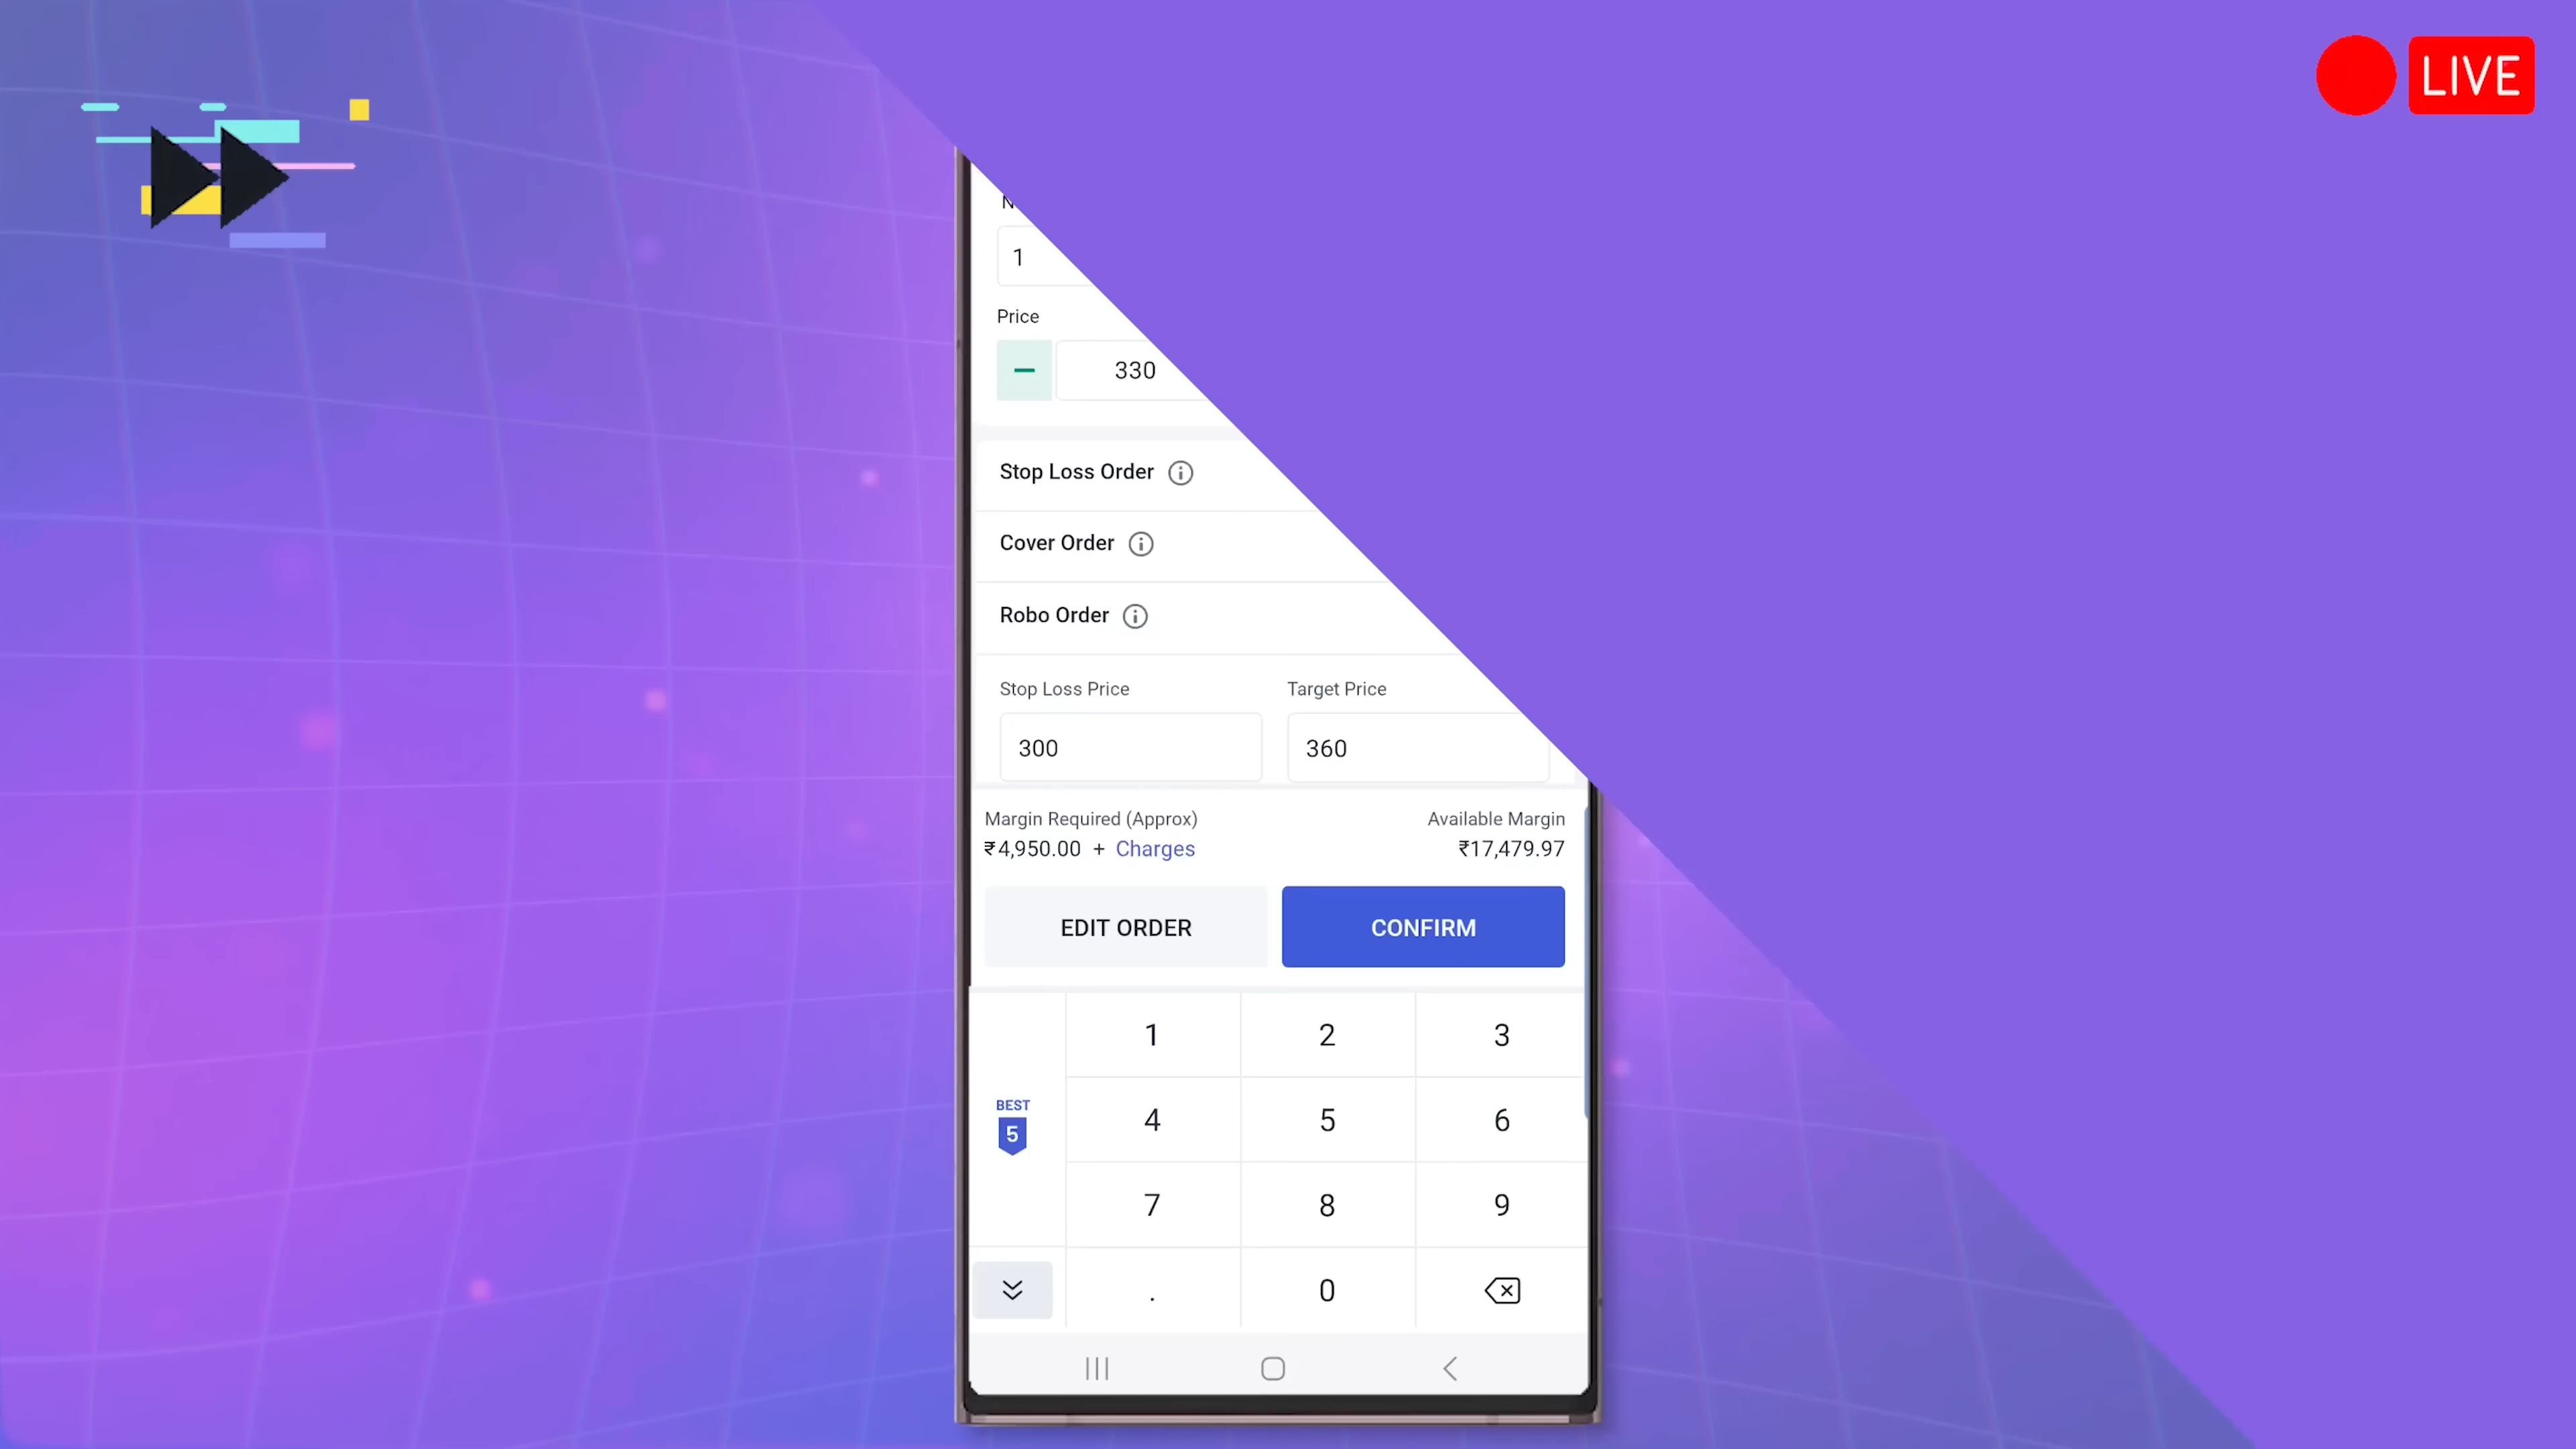 LIVE
1
Price
330
Stop Loss Order
Cover Order
Robo Order
Stop Loss Price Target Price
300 360
Margin Required (Approx) Available Margin
₹4,950.00 + Charges ₹17,479.97
EDIT ORDER CONFIRM
1 2 3
BEST
5
4 5 6
7 8 9
. 0